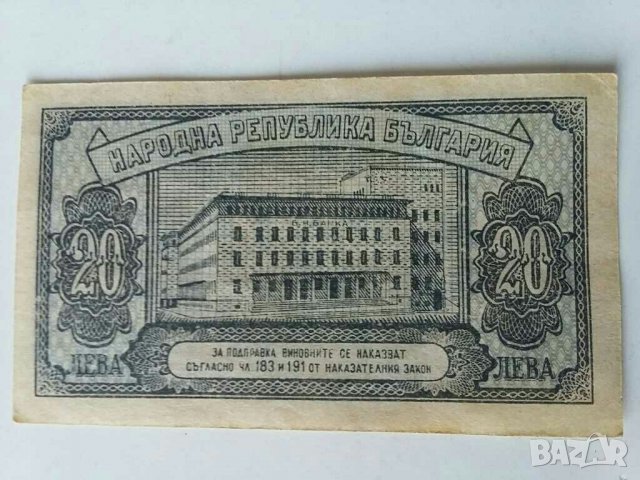 НАРОДНА РЕПУБЛИКА БЪЛГАРИЯ
Б.Н.БАНКА
20 20
ЛЕВА ЛЕВА
ЗА ПОДПРАВКА ВИНОВНИТЕ СЕ НАКАЗВАТ
СЪГЛАСНО ЧЛ. 183 И 191 ОТ НАКАЗАТЕЛНИЯ ЗАКОН
BAZAR